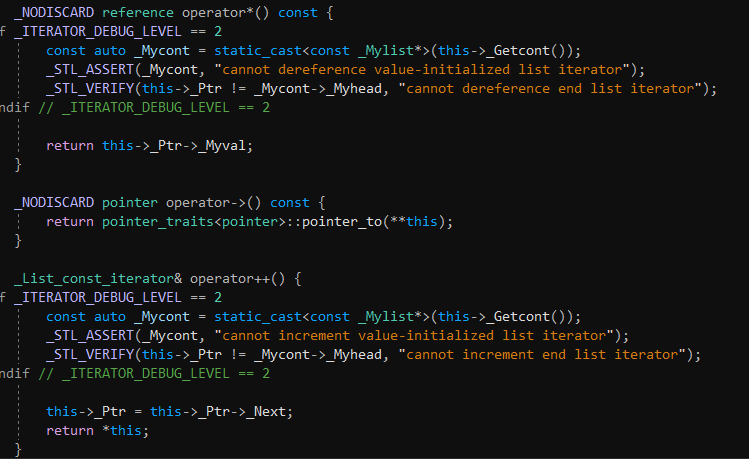 _NODISCARD reference operator*() const {
f _ITERATOR_DEBUG_LEVEL == 2
const auto _Mycont = static_cast<const _Mylist*>(this->_Getcont());
_STL_ASSERT(_Mycont, "cannot dereference value-initialized list iterator");
_STL_VERIFY(this->_Ptr != _Mycont->_Myhead, "cannot dereference end list iterator");
ndif // _ITERATOR_DEBUG_LEVEL == 2
return this->_Ptr->_Myval;
}
_NODISCARD pointer operator->() const {
return pointer_traits<pointer>::pointer_to(**this);
}
_List_const_iterator& operator++() {
f _ITERATOR_DEBUG_LEVEL == 2
const auto _Mycont = static_cast<const _Mylist*>(this->_Getcont());
_STL_ASSERT(_Mycont, "cannot increment value-initialized list iterator");
_STL_VERIFY(this->_Ptr != _Mycont->_Myhead, "cannot increment end list iterator");
ndif // _ITERATOR_DEBUG_LEVEL == 2
this->_Ptr = this->_Ptr->_Next;
return *this;
}